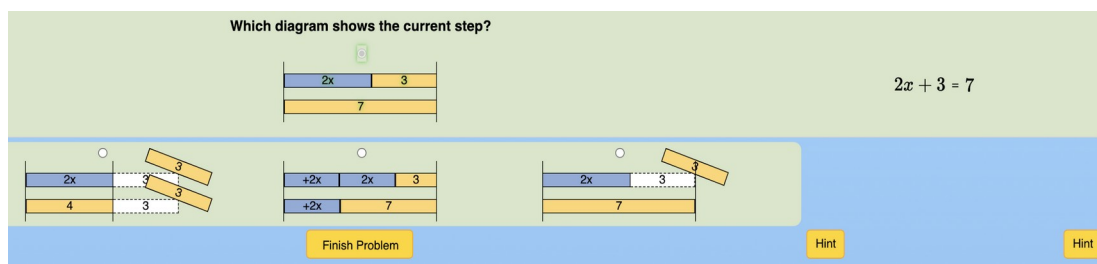 Which diagram shows the current step?
2x 3
7
2x + 3 = 7
2x 3 3
4 3 3
+2x 2x 3
+2x 7
2x 3 3
7
Finish Problem
Hint
Hint